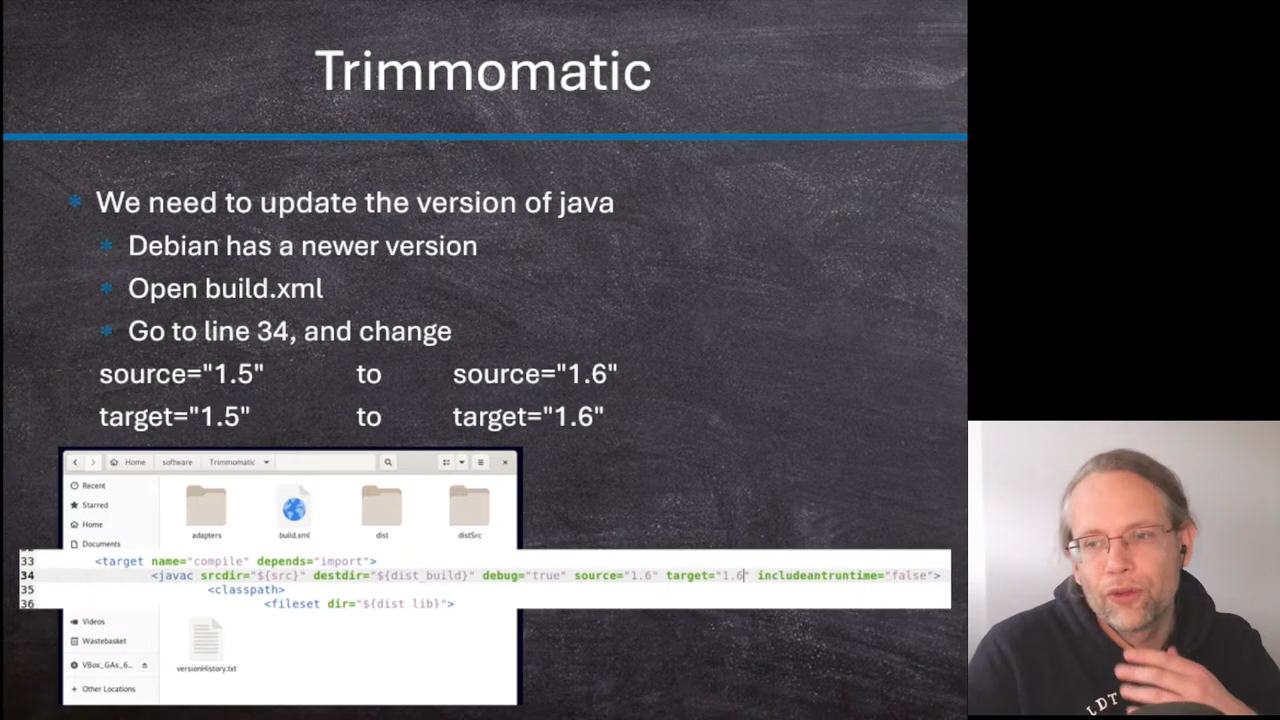 Trimmomatic
* We need to update the version of java
* Debian has a newer version
* Open build.xml
* Go to line 34, and change
source="1.5" to source="1.6"
target="1.5" to target="1.6"
Home software Trimmomatic
Recent
Starred
Home
Documents
adapters build.xml dist distSrc
33 <target name="compile" depends="import">
34 <javac srcdir="${src}" destdir="${dist_build}" debug="true" source="1.6" target="1.6" includeantruntime="false">
35 <classpath>
36 <fileset dir="${dist_lib}">
Videos
Wastebasket
VBox_GAs_6...
+ Other Locations
versionHistory.txt
LDT